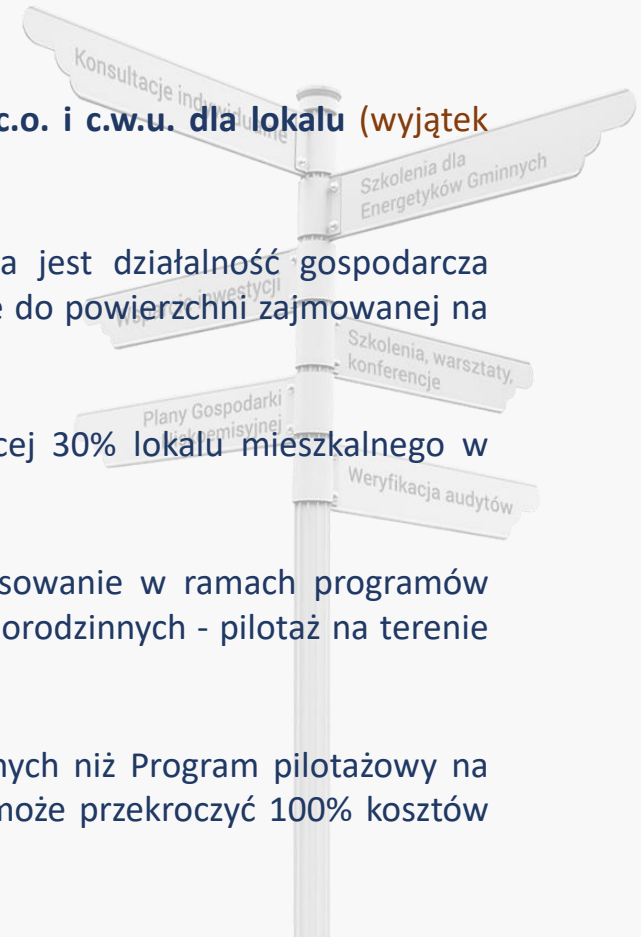 Konsultacje indywidualne
c.o. i c.w.u. dla lokalu (wyjątek
Szkolenia dla
Energetyków Gminnych
a jest działalność gospodarcza
Wsparcie inwestycji
e do powierzchni zajmowanej na
Szkolenia, warsztaty,
konferencje
Plany Gospodarki
Niskoemisyjnej
cej 30% lokalu mieszkalnego w
Weryfikacja audytów
sowanie w ramach programów
orodzinnych - pilotaż na terenie
nych niż Program pilotażowy na
może przekroczyć 100% kosztów